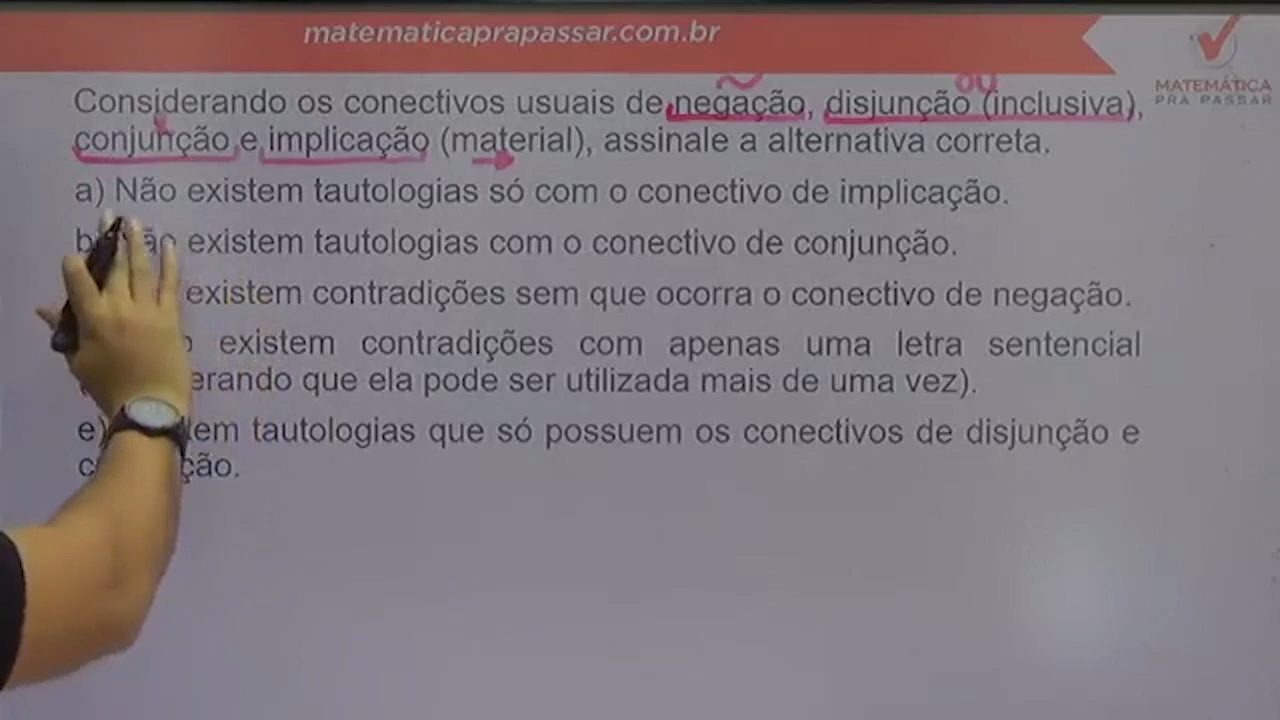 matematicaprapassar.com.br
MATEMÁTICA
PRA PASSAR
~ ou
Considerando os conectivos usuais de negação, disjunção (inclusiva),
conjunção e implicação (material), assinale a alternativa correta.
a) Não existem tautologias só com o conectivo de implicação.
existem tautologias com o conectivo de conjunção.
existem contradições sem que ocorra o conectivo de negação.
existem contradições com apenas uma letra sentencial
que ela pode ser utilizada mais de uma vez).
e) tautologias que só possuem os conectivos de disjunção e